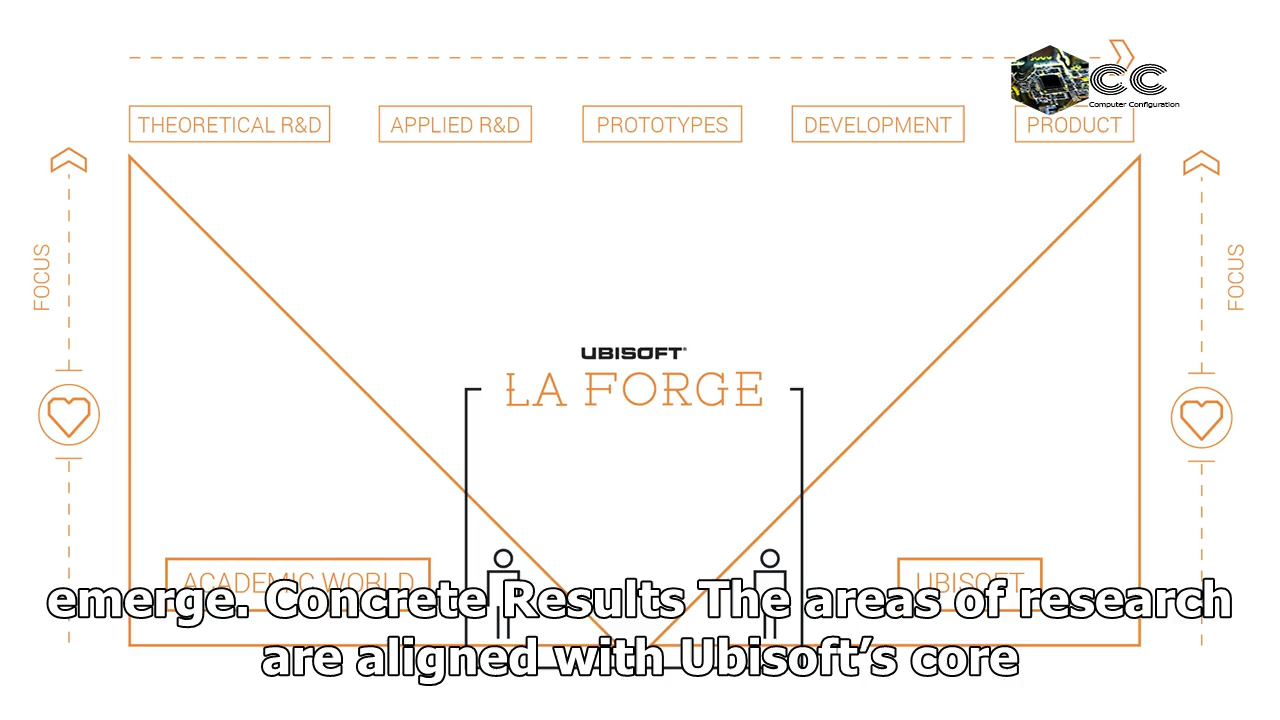 CC
Computer Configuration
THEORETICAL R&D
APPLIED R&D
PROTOTYPES
DEVELOPMENT
PRODUCT
FOCUS
FOCUS
UBISOFT
LA FORGE
ACADEMIC WORLD
UBISOFT
emerge. Concrete Results The areas of research
are aligned with Ubisoft’s core